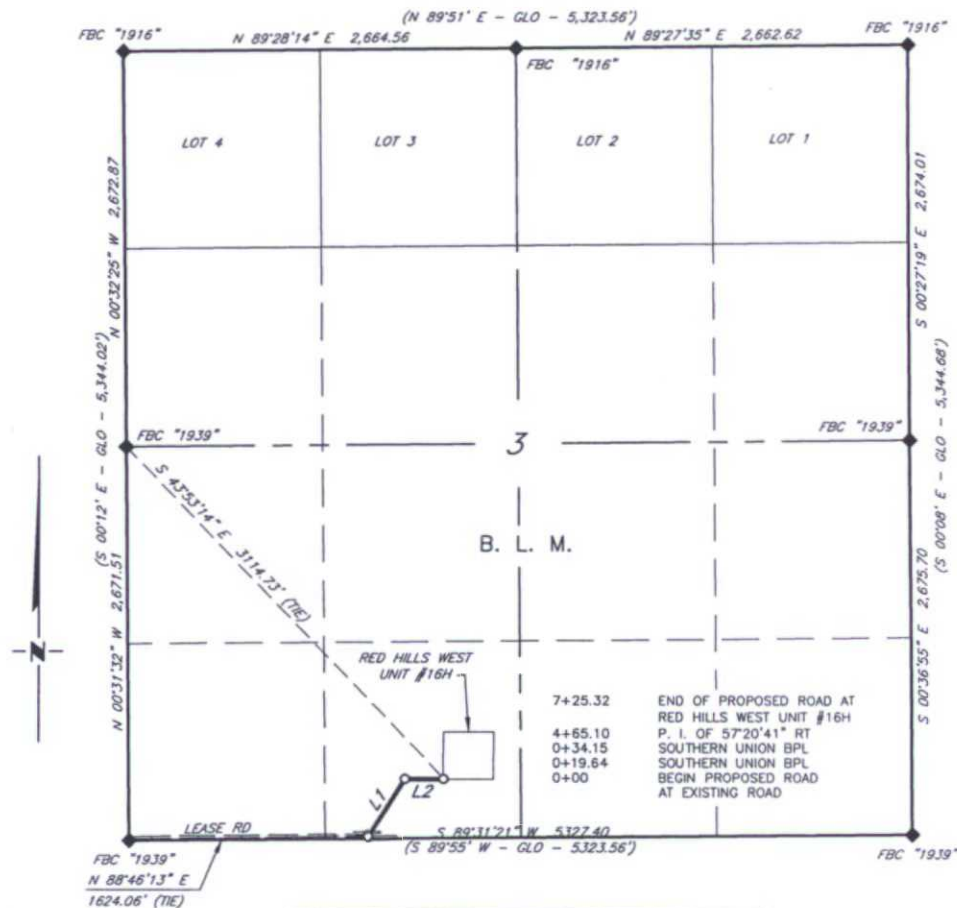 (N 89°51' E - GLO - 5,323.56')
FBC "1916"
N 89°28'14" E 2,664.56
N 89°27'35" E 2,662.62
FBC "1916"
FBC "1916"
LOT 4
LOT 3
LOT 2
LOT 1
N 00°32'25" W 2,672.87
S 00°27'19" E 2,674.01
(S 00°12' E - GLO - 5,344.02')
(S 00°08' E - GLO - 5,344.68')
FBC "1939"
3
FBC "1939"
S 43°53'14" E 3114.73' (TIE)
B. L. M.
N 00°31'32" W 2,671.51
S 00°36'55" E 2,675.70
N
RED HILLS WEST
UNIT #16H
7+25.32 END OF PROPOSED ROAD AT
RED HILLS WEST UNIT #16H
4+65.10 P. I. OF 57°20'41" RT
0+34.15 SOUTHERN UNION BPL
0+19.64 SOUTHERN UNION BPL
0+00 BEGIN PROPOSED ROAD
AT EXISTING ROAD
L1
L2
LEASE RD
S 89°31'21" W 5327.40
(S 89°55' W - GLO - 5323.56')
FBC "1939"
FBC "1939"
N 88°46'13" E
1624.06' (TIE)